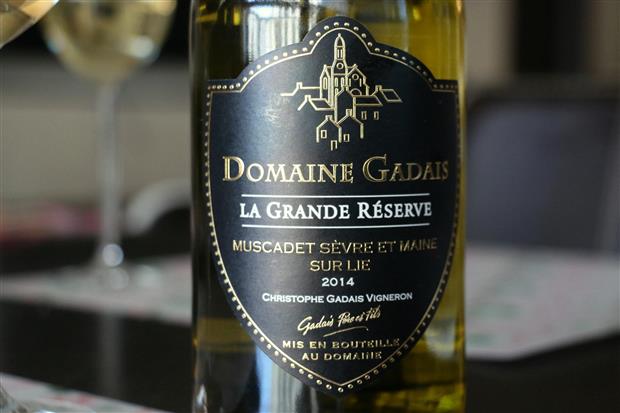 DOMAINE GADAIS
LA GRANDE RÉSERVE
MUSCADET SÈVRE ET MAINE
SUR LIE
2014
CHRISTOPHE GADAIS VIGNERON
Gadais Père et Fils
MIS EN BOUTEILLE
AU DOMAINE